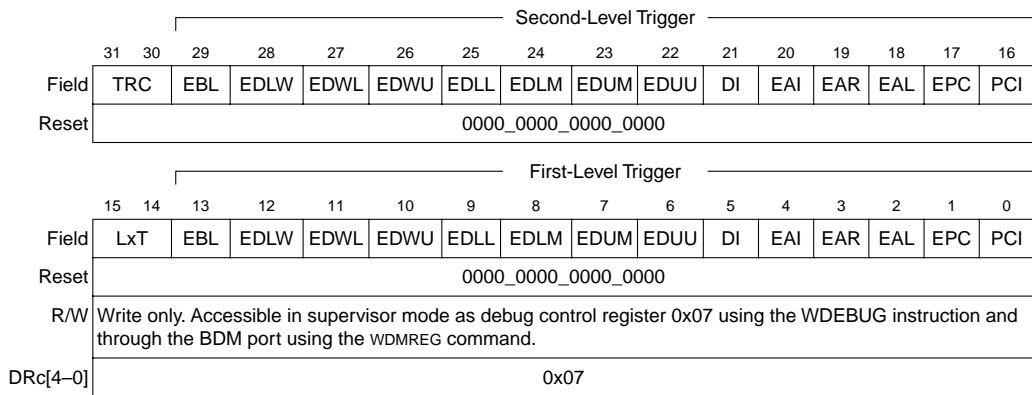 Second-Level Trigger
31 30 29 28 27 26 25 24 23 22 21 20 19 18 17 16
Field TRC EBL EDLW EDWL EDWU EDLL EDLM EDUM EDUU DI EAI EAR EAL EPC PCI
Reset 0000_0000_0000_0000
First-Level Trigger
15 14 13 12 11 10 9 8 7 6 5 4 3 2 1 0
Field LxT EBL EDLW EDWL EDWU EDLL EDLM EDUM EDUU DI EAI EAR EAL EPC PCI
Reset 0000_0000_0000_0000
R/W Write only. Accessible in supervisor mode as debug control register 0x07 using the WDEBUG instruction and
through the BDM port using the WDMREG command.
DRc[4–0] 0x07